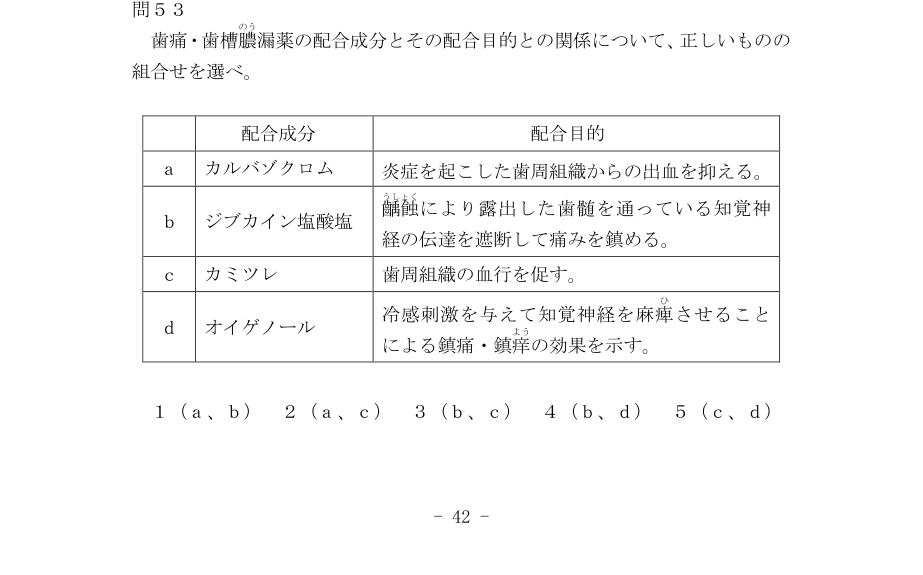 問５３
歯痛・歯槽膿漏薬の配合成分とその配合目的との関係について、正しいものの
組合せを選べ。
配合成分 配合目的
a カルバゾクロム 炎症を起こした歯周組織からの出血を抑える。
b ジブカイン塩酸塩 齲蝕により露出した歯髄を通っている知覚神
経の伝達を遮断して痛みを鎮める。
c カミツレ 歯周組織の血行を促す。
d オイゲノール 冷感刺激を与えて知覚神経を麻痺させること
による鎮痛・鎮痒の効果を示す。
１（a、b） ２（a、c） ３（b、c） ４（b、d） ５（c、d）
- 42 -